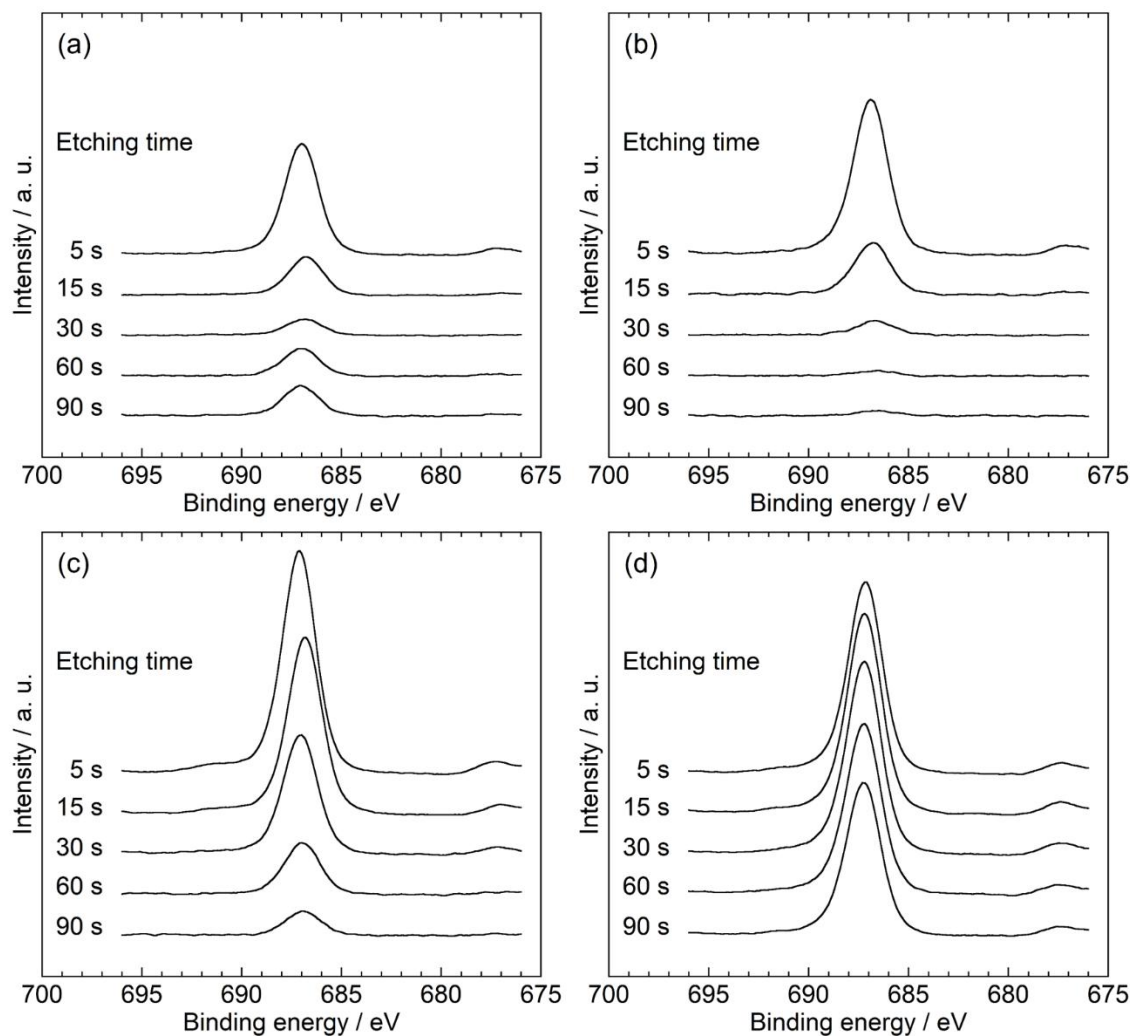 (a)
Intensity / a. u.
Etching time
5 s
15 s
30 s
60 s
90 s
700 695 690 685 680 675
Binding energy / eV
(b)
Intensity / a. u.
Etching time
5 s
15 s
30 s
60 s
90 s
700 695 690 685 680 675
Binding energy / eV
(c)
Intensity / a. u.
Etching time
5 s
15 s
30 s
60 s
90 s
700 695 690 685 680 675
Binding energy / eV
(d)
Intensity / a. u.
Etching time
5 s
15 s
30 s
60 s
90 s
700 695 690 685 680 675
Binding energy / eV